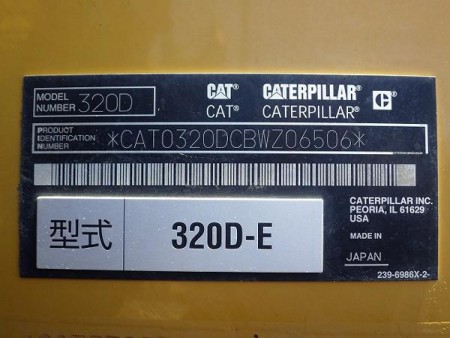 MODEL NUMBER 320D
CAT® CATERPILLAR® C®
CAT® CATERPILLAR®
PRODUCT IDENTIFICATION NUMBER *CAT0320DCBWZ06506*
型式 320D-E
CATERPILLAR INC.
PEORIA, IL 61629
USA
MADE IN
JAPAN
239-6986X-2-